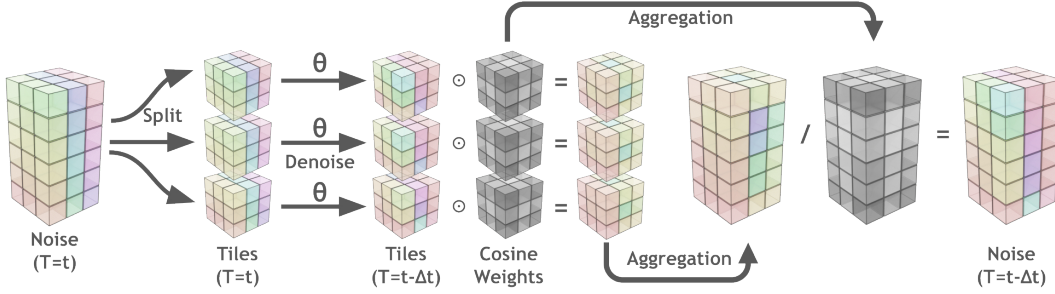 Aggregation
Split
θ
θ
θ
Denoise
⊙
⊙
⊙
=
=
=
/
=
Noise
(T=t)
Tiles
(T=t)
Tiles
(T=t-Δt)
Cosine
Weights
Aggregation
Noise
(T=t-Δt)